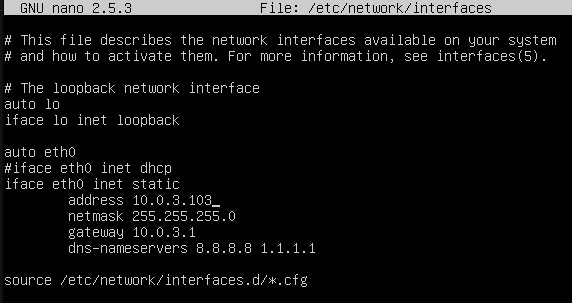 GNU nano 2.5.3 File: /etc/network/interfaces
# This file describes the network interfaces available on your system
# and how to activate them. For more information, see interfaces(5).
# The loopback network interface
auto lo
iface lo inet loopback
auto eth0
#iface eth0 inet dhcp
iface eth0 inet static
address 10.0.3.103
netmask 255.255.255.0
gateway 10.0.3.1
dns-nameservers 8.8.8.8 1.1.1.1
source /etc/network/interfaces.d/*.cfg